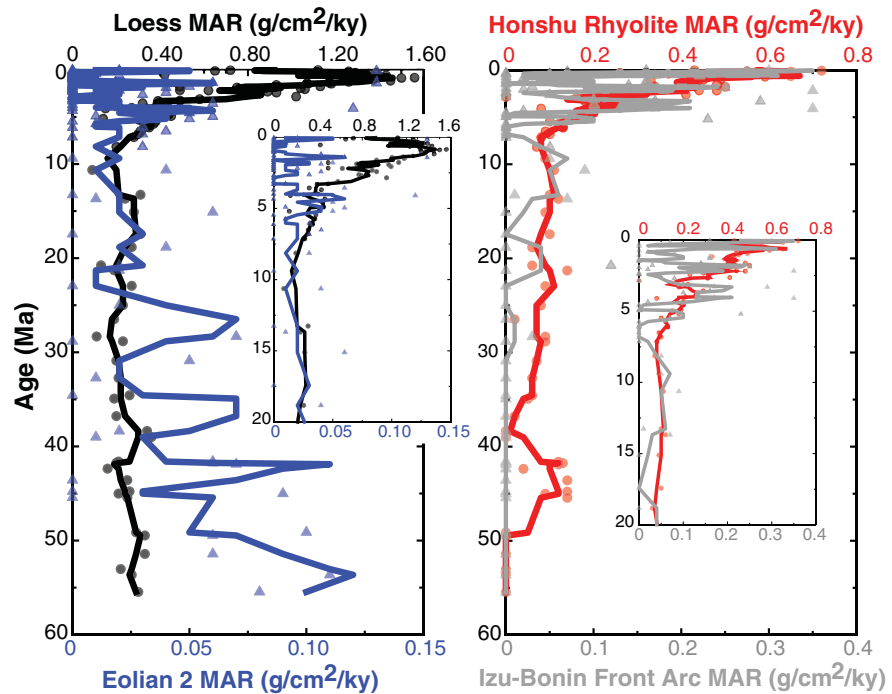 Loess MAR (g/cm2/ky)
Honshu Rhyolite MAR (g/cm2/ky)
0 0.40 0.80 1.20 1.60
0 0.2 0.4 0.6 0.8
Age (Ma)
0
10
20
30
40
50
60
0 0.4 0.8 1.2 1.6
0
5
10
15
20
0 0.05 0.10 0.15
0
10
20
30
40
50
60
0 0.2 0.4 0.6 0.8
0
5
10
15
20
0 0.1 0.2 0.3 0.4
0 0.05 0.10 0.15
0 0.1 0.2 0.3 0.4
Eolian 2 MAR (g/cm2/ky)
Izu-Bonin Front Arc MAR (g/cm2/ky)